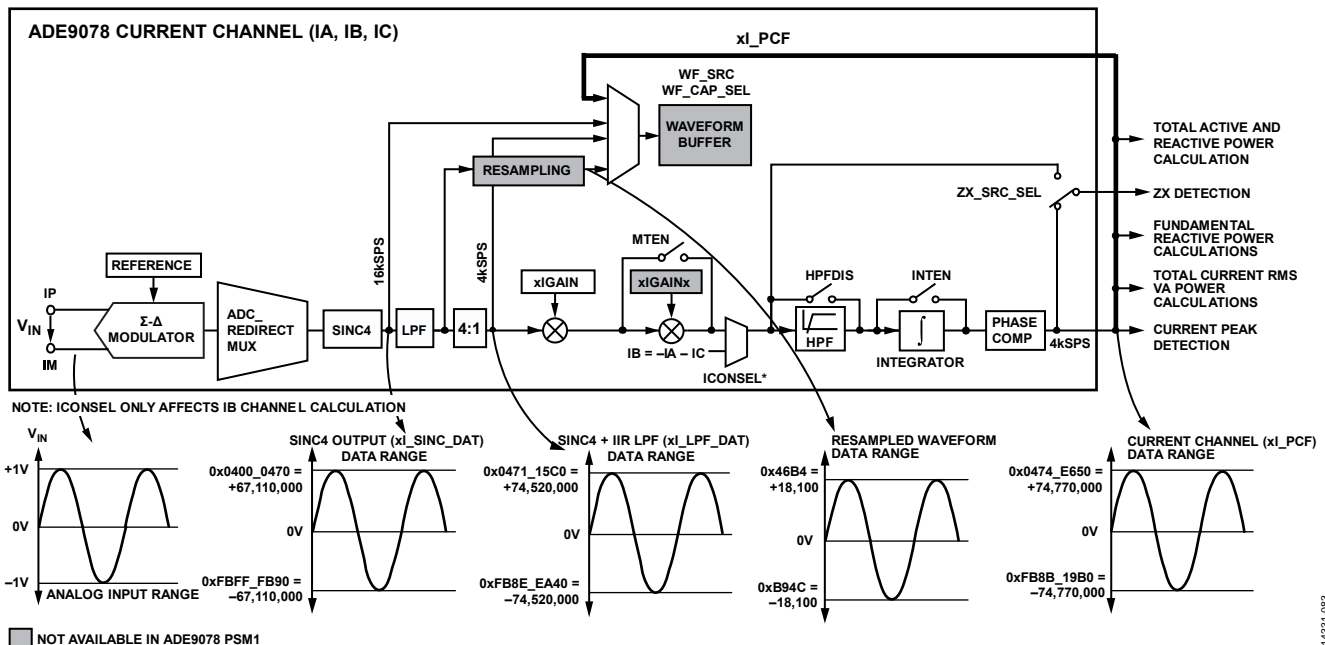 ADE9078 CURRENT CHANNEL (IA, IB, IC)
xI_PCF
WF_SRC
WF_CAP_SEL
WAVEFORM
BUFFER
RESAMPLING
TOTAL ACTIVE AND
REACTIVE POWER
CALCULATION
ZX_SRC_SEL
ZX DETECTION
FUNDAMENTAL
REACTIVE POWER
CALCULATIONS
TOTAL CURRENT RMS
VA POWER
CALCULATIONS
CURRENT PEAK
DETECTION
16kSPS
4kSPS
REFERENCE
IP
VIN
IM
Σ-Δ
MODULATOR
ADC_
REDIRECT
MUX
SINC4
LPF
4:1
xIGAIN
MTEN
xIGAINx
IB = –IA – IC
ICONSEL*
HPFDIS
HPF
INTEN
∫
INTEGRATOR
PHASE
COMP
4kSPS
NOTE: ICONSEL ONLY AFFECTS IB CHANNEL CALCULATION
VIN
+1V
0V
–1V
ANALOG INPUT RANGE
SINC4 OUTPUT (xI_SINC_DAT)
DATA RANGE
0x0400_0470 =
+67,110,000
0V
0xFBFF_FB90 =
–67,110,000
SINC4 + IIR LPF (xI_LPF_DAT)
DATA RANGE
0x0471_15C0 =
+74,520,000
0V
0xFB8E_EA40 =
–74,520,000
RESAMPLED WAVEFORM
DATA RANGE
0x46B4 =
+18,100
0V
0xB94C =
–18,100
CURRENT CHANNEL (xI_PCF)
DATA RANGE
0x0474_E650 =
+74,770,000
0V
0xFB8B_19B0 =
–74,770,000
NOT AVAILABLE IN ADE9078 PSM1
14331-083